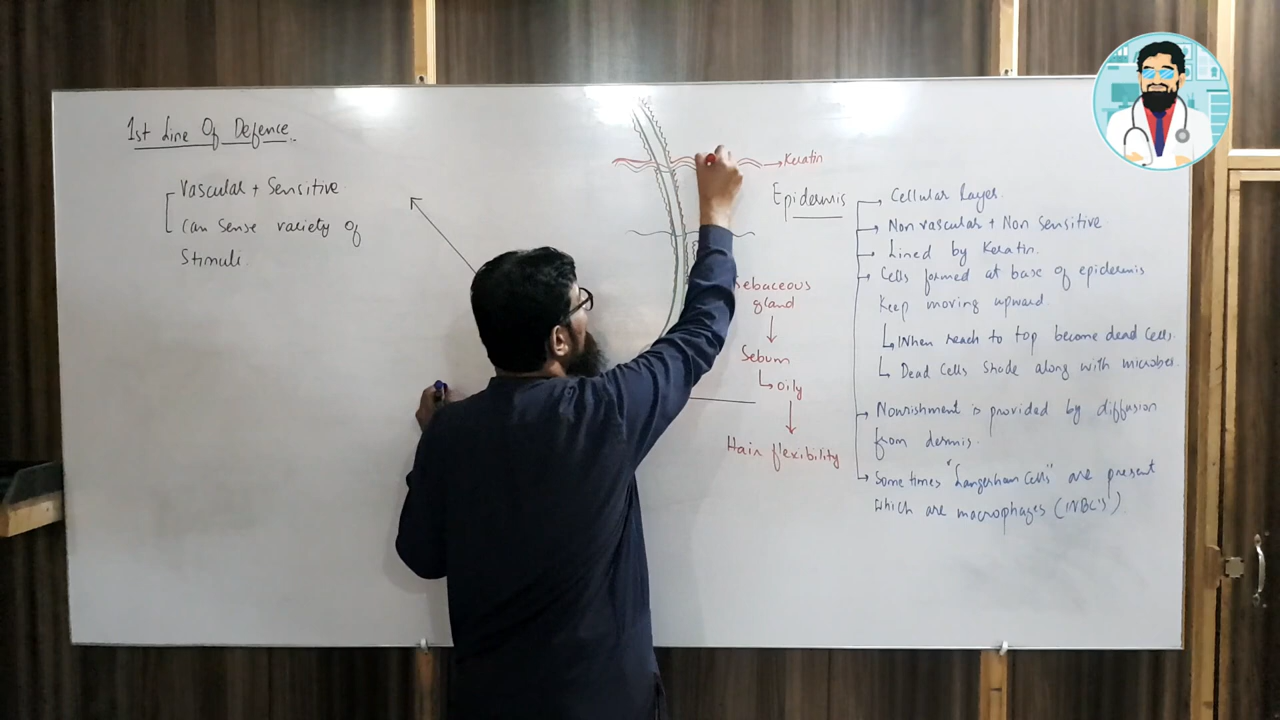 1st Line Of Defence
Vascular + Sensitive
Can Sense variety of
Stimuli.
Keratin
Epidermis
Cellular Layer.
Non vascular + Non Sensitive
Lined by Keratin.
Cells formed at base of epidermis
Keep moving upward.
When reach to top become dead cells.
Dead Cells Shade along with microbes.
Nourishment is provided by diffusion
from dermis.
Some times "Langerhan Cells" are present
which are macrophages (WBC's)
ebaceous
gland
Sebum
Oily
Hair flexibility